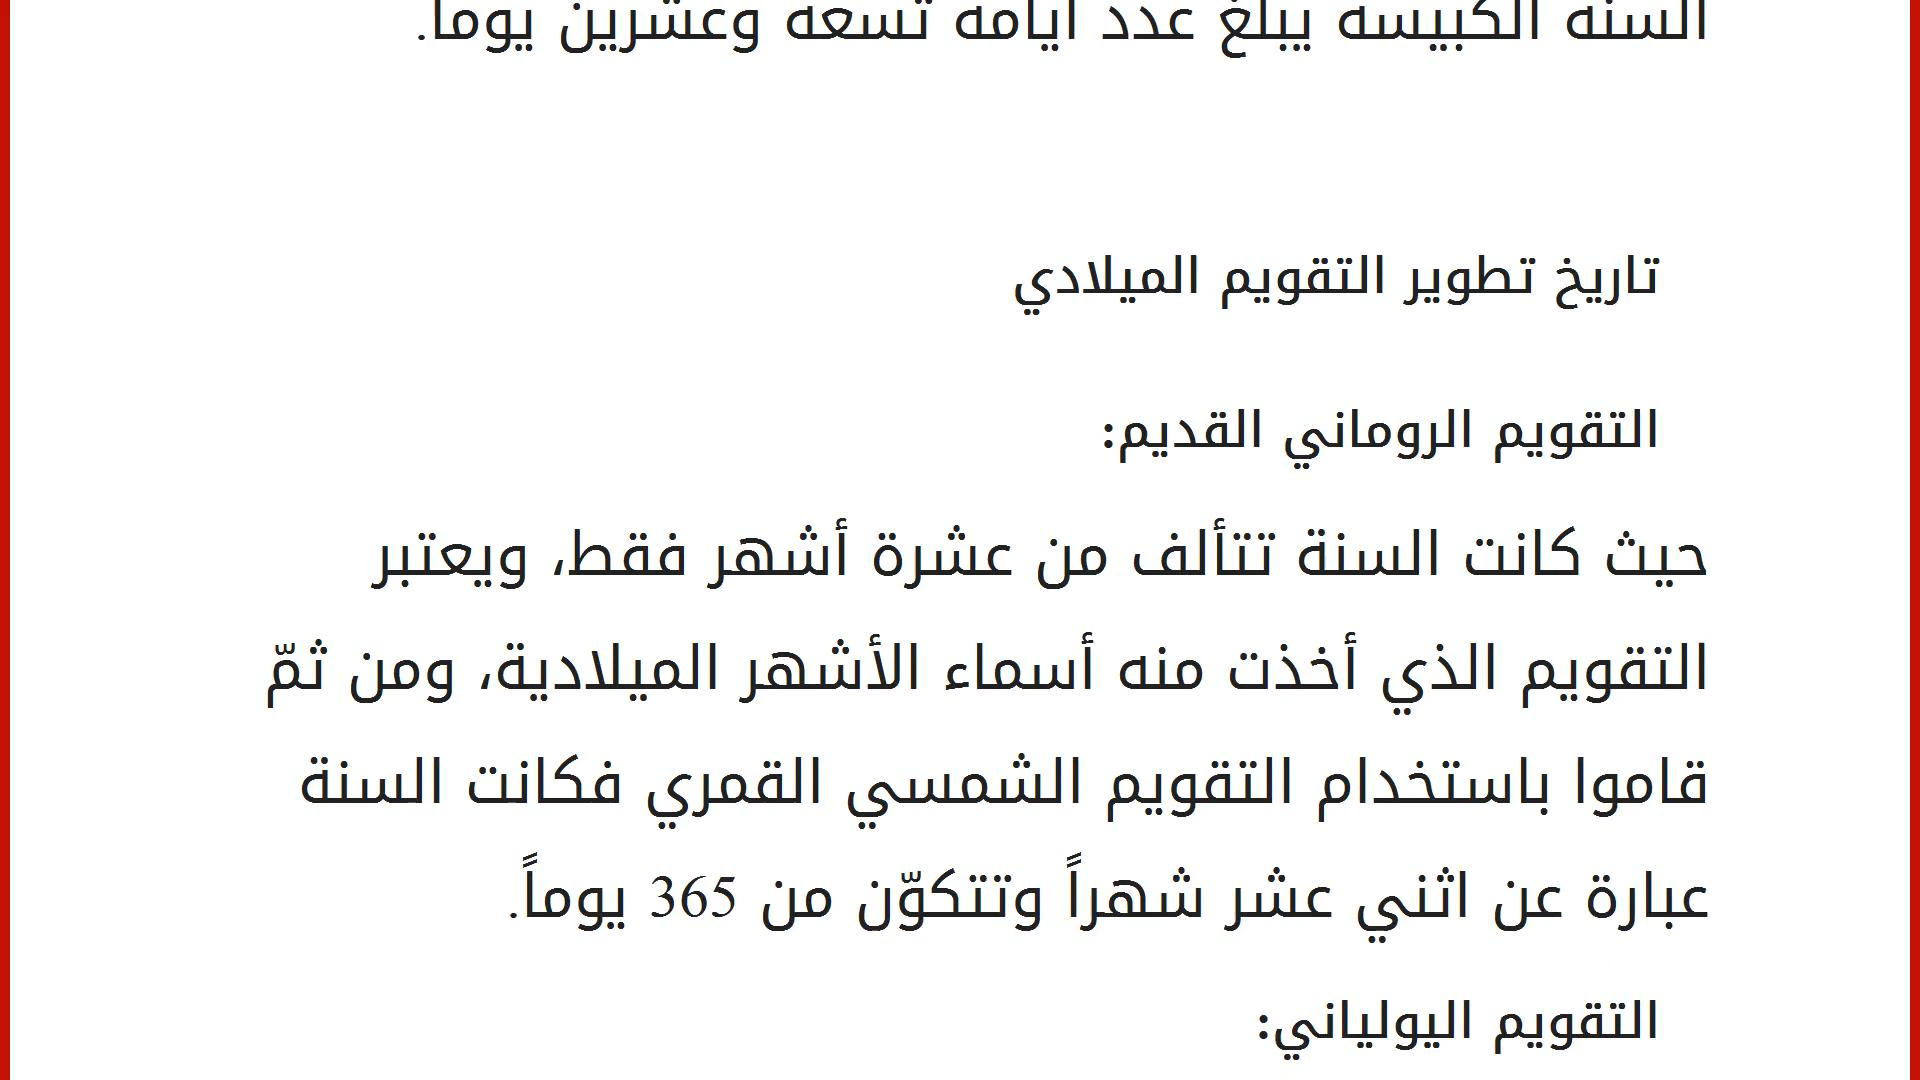 السنة الكبيسة يبلغ عدد أيامه تسعة وعشرين يوماً.
تاريخ تطوير التقويم الميلادي
التقويم الروماني القديم:
حيث كانت السنة تتألف من عشرة أشهر فقط، ويعتبر
التقويم الذي أخذت منه أسماء الأشهر الميلادية، ومن ثمّ
قاموا باستخدام التقويم الشمسي القمري فكانت السنة
عبارة عن اثني عشر شهراً وتتكوّن من 365 يوماً.
التقويم اليولياني: